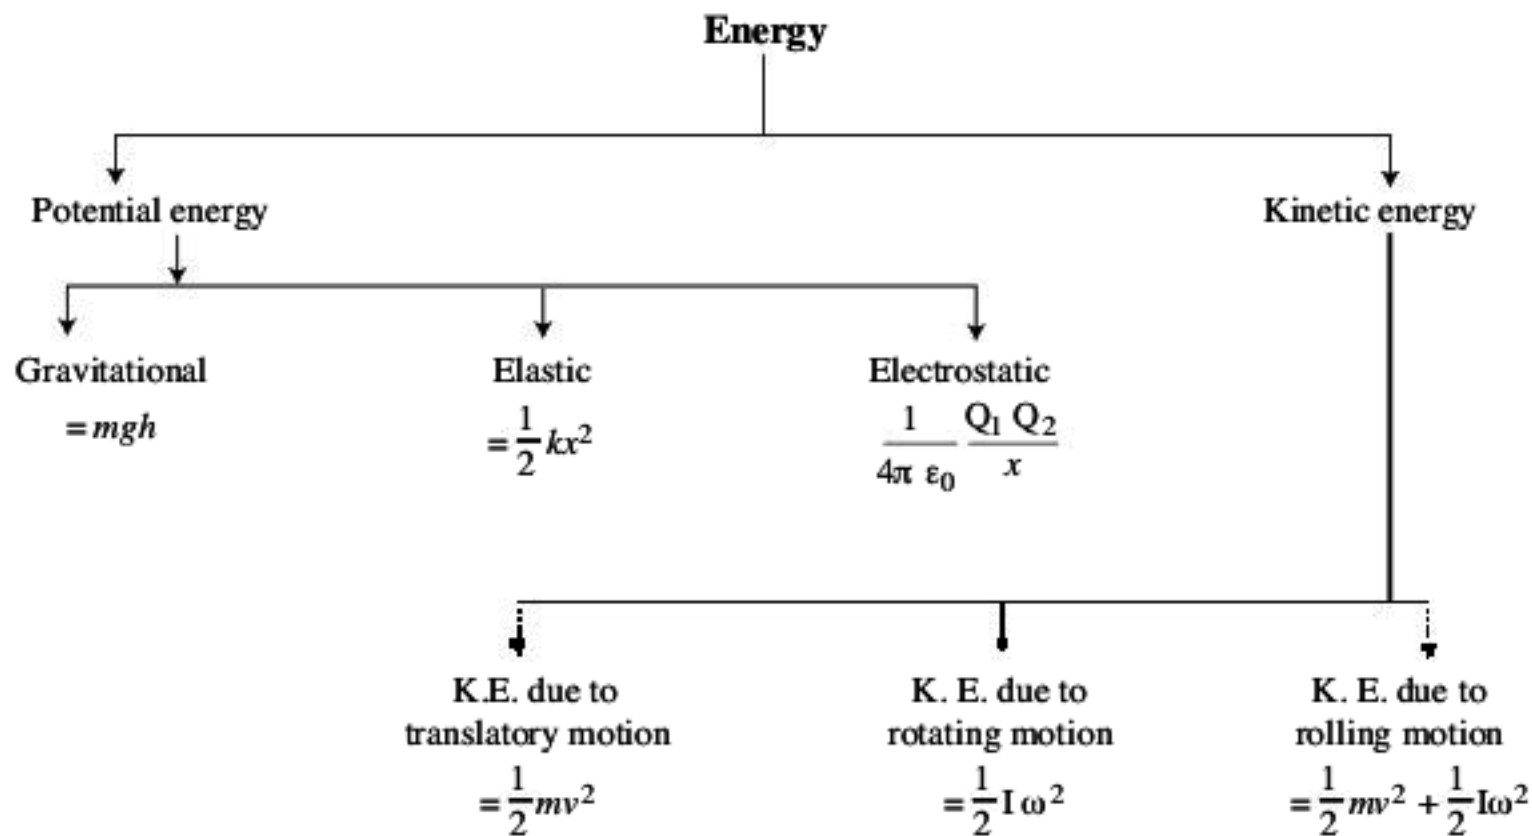 Energy
Potential energy
Kinetic energy
Gravitational
= mgh
Elastic
= 1/2 kx²
Electrostatic
1/4π ε₀ Q₁ Q₂/x
K.E. due to
translatory motion
= 1/2 mv²
K. E. due to
rotating motion
= 1/2 I ω²
K. E. due to
rolling motion
= 1/2 mv² + 1/2 Iω²